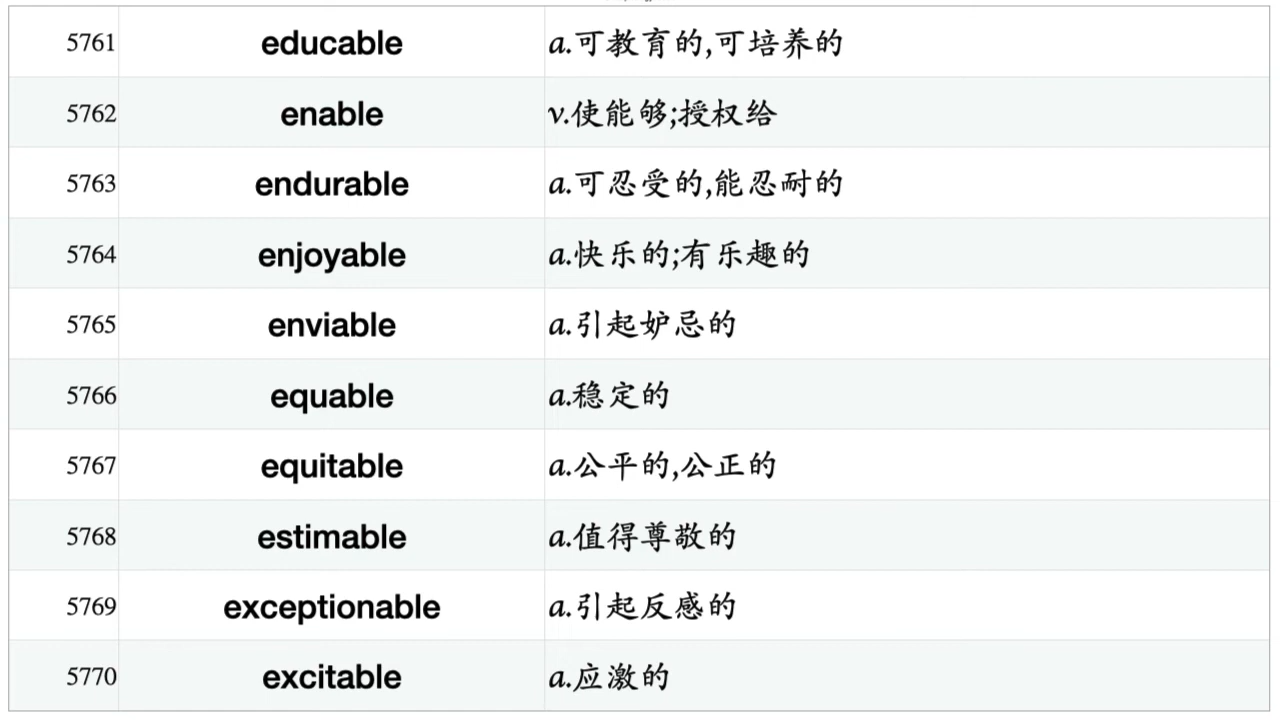 5761 educable a.可教育的,可培养的
5762 enable v.使能够;授权给
5763 endurable a.可忍受的,能忍耐的
5764 enjoyable a.快乐的;有乐趣的
5765 enviable a.引起妒忌的
5766 equable a.稳定的
5767 equitable a.公平的,公正的
5768 estimable a.值得尊敬的
5769 exceptionable a.引起反感的
5770 excitable a.应激的